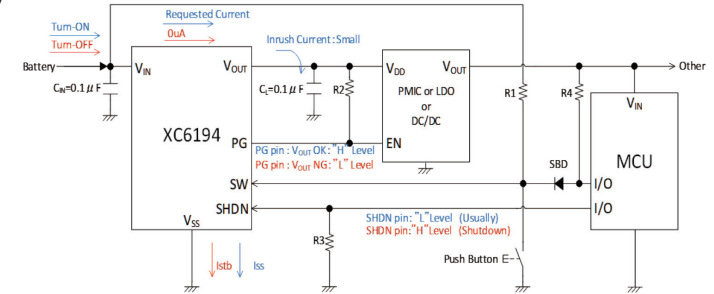 Turn-ON
Requested Current
Turn-OFF
0uA
Inrush Current : Small
Battery
VIN
VOUT
VDD
VOUT
Other
CIN=0.1 μ F
CL=0.1 μ F
R2
PMIC or LDO
or
DC/DC
R1
R4
VIN
XC6194
PG
EN
MCU
PG pin : VOUT OK : "H" Level
PG pin : VOUT NG: "L" Level
SBD
SW
I/O
SHDN
I/O
VSS
SHDN pin: "L" Level (Usually)
SHDN pin:"H" Level (Shutdown)
R3
Istb
Iss
Push Button